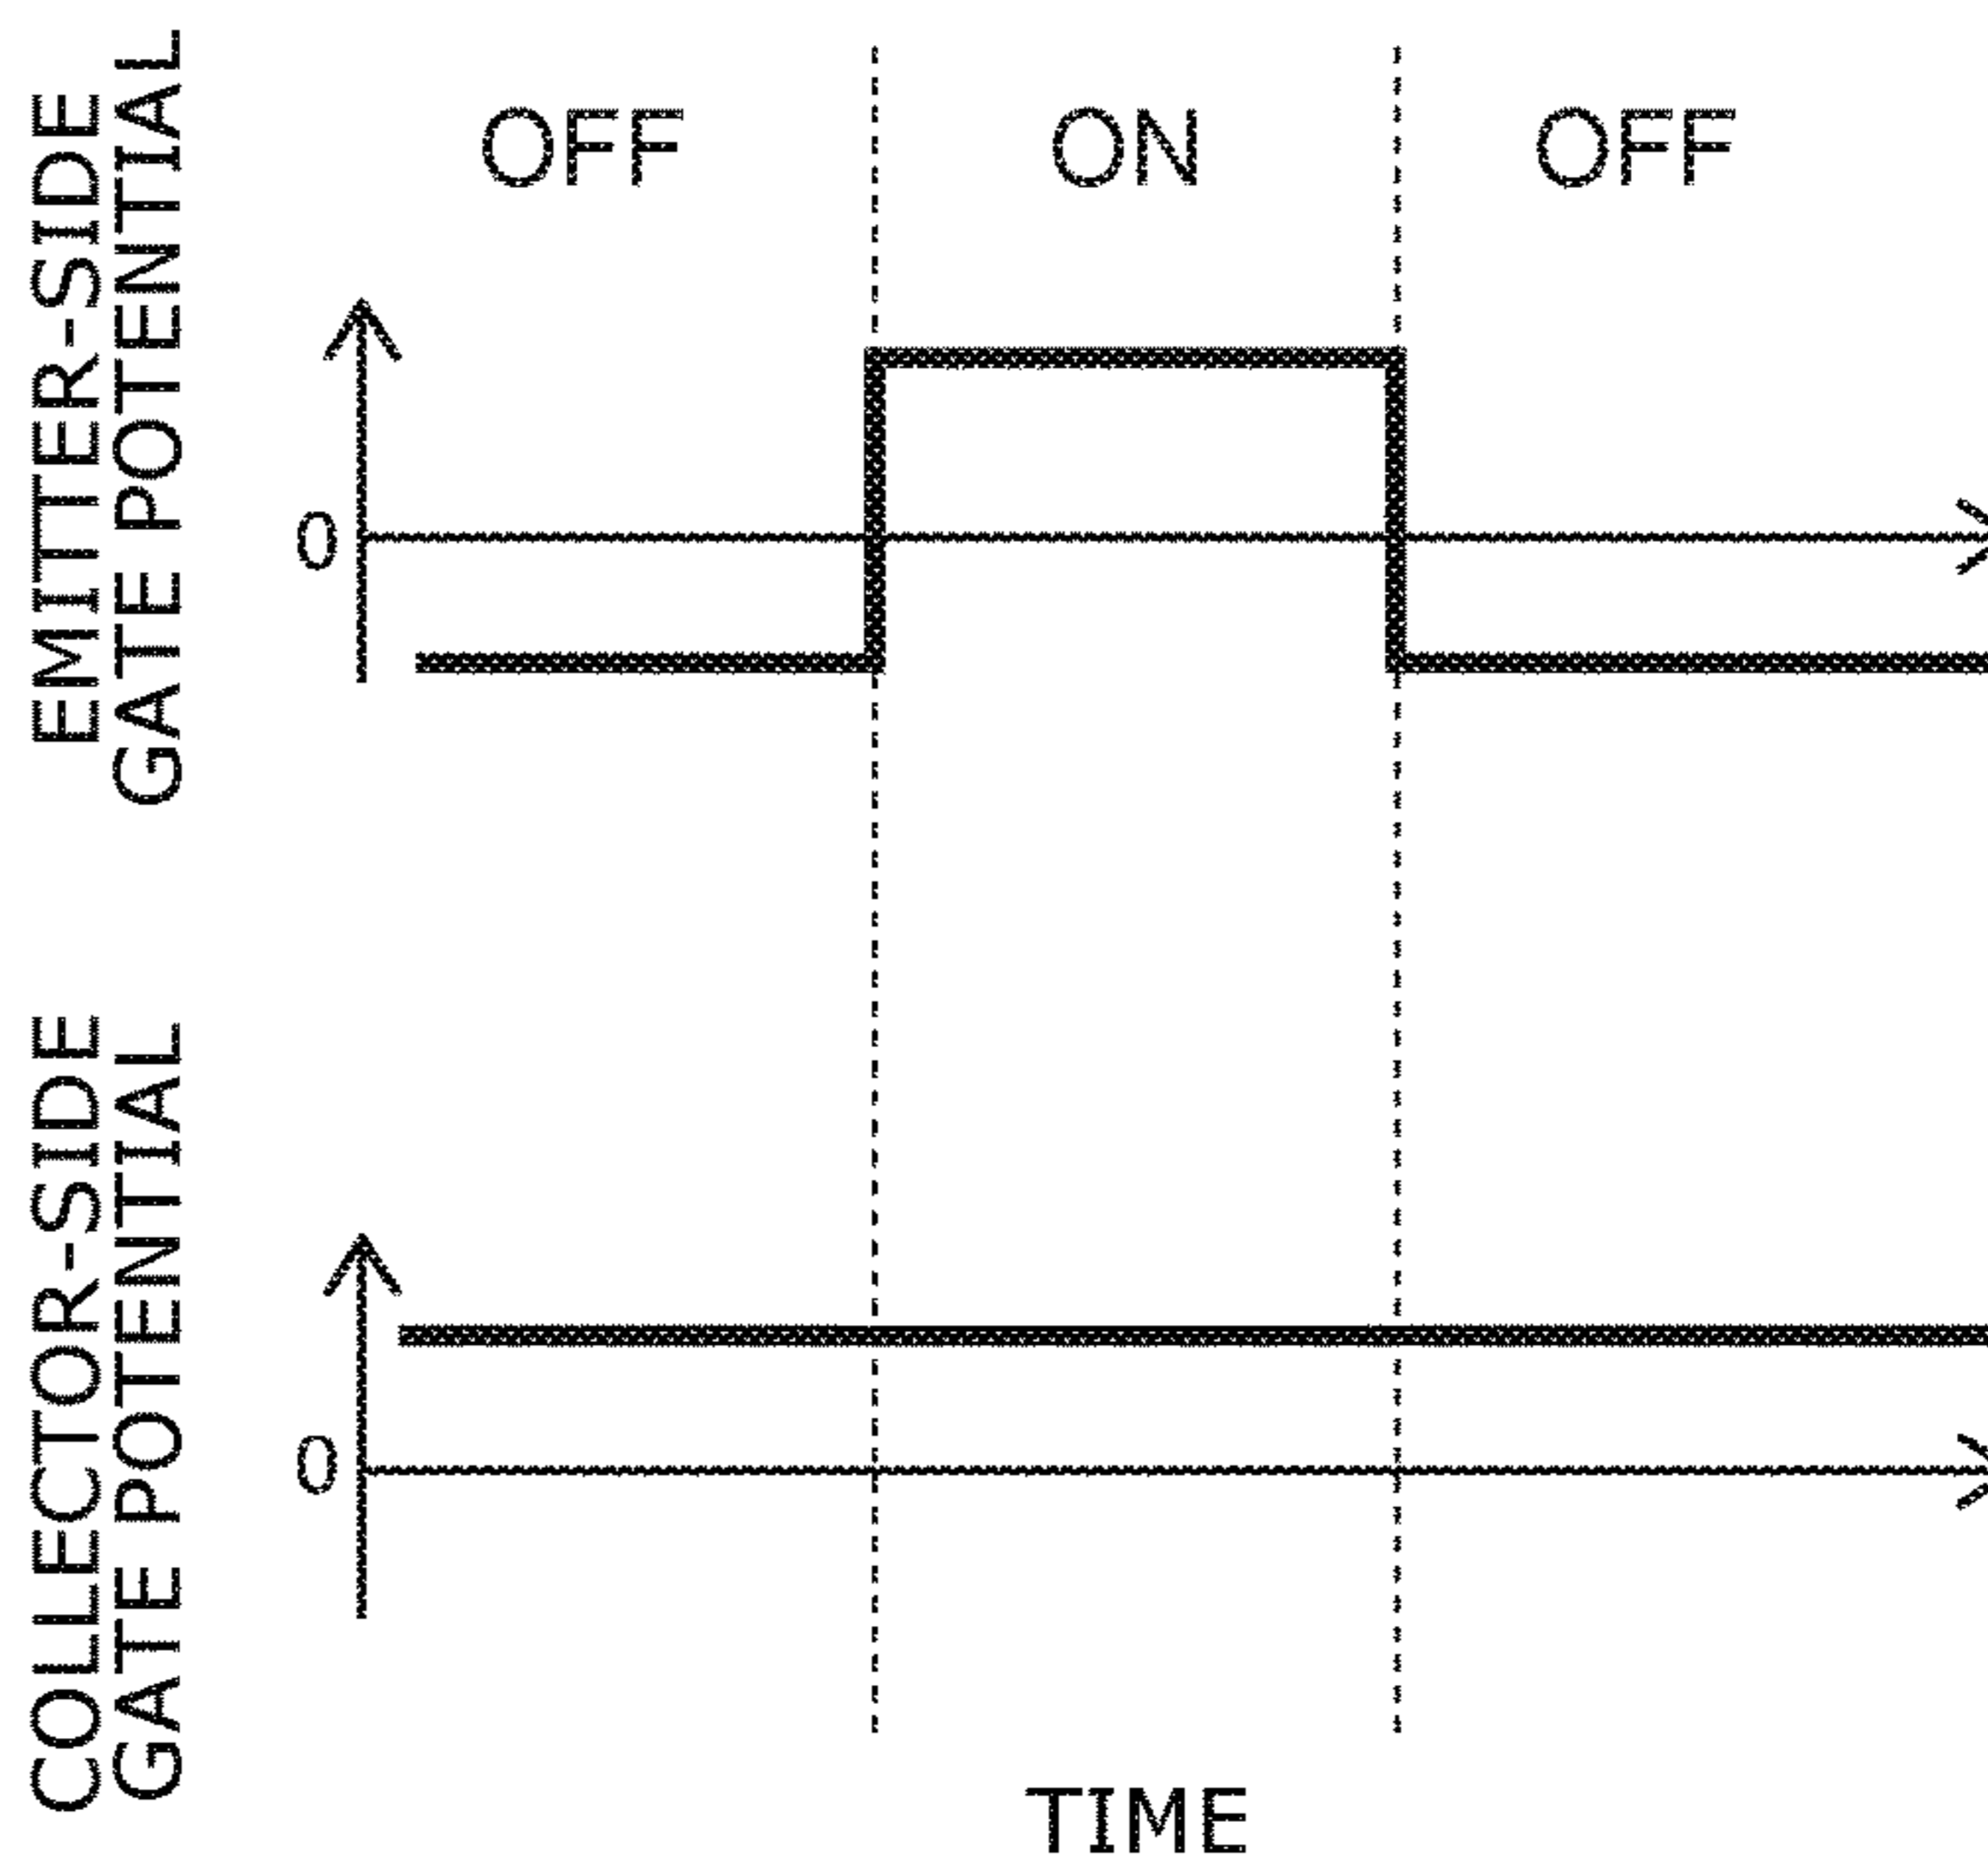 EMITTER-SIDE
GATE POTENTIAL
OFF
ON
OFF
0
COLLECTOR-SIDE
GATE POTENTIAL
0
TIME